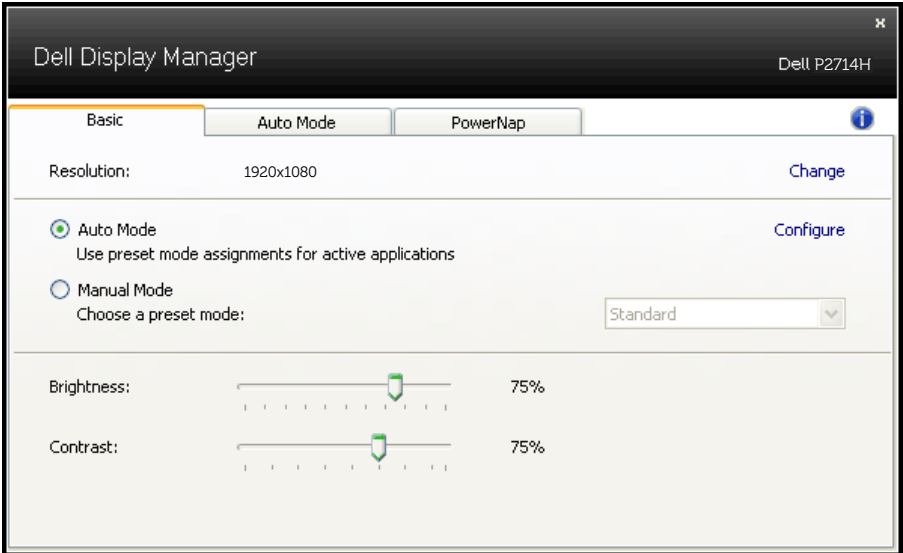 Dell Display Manager
Dell P2714H
Basic
Auto Mode
PowerNap
Resolution:
1920x1080
Change
Auto Mode
Configure
Use preset mode assignments for active applications
Manual Mode
Choose a preset mode:
Standard
Brightness:
75%
Contrast:
75%